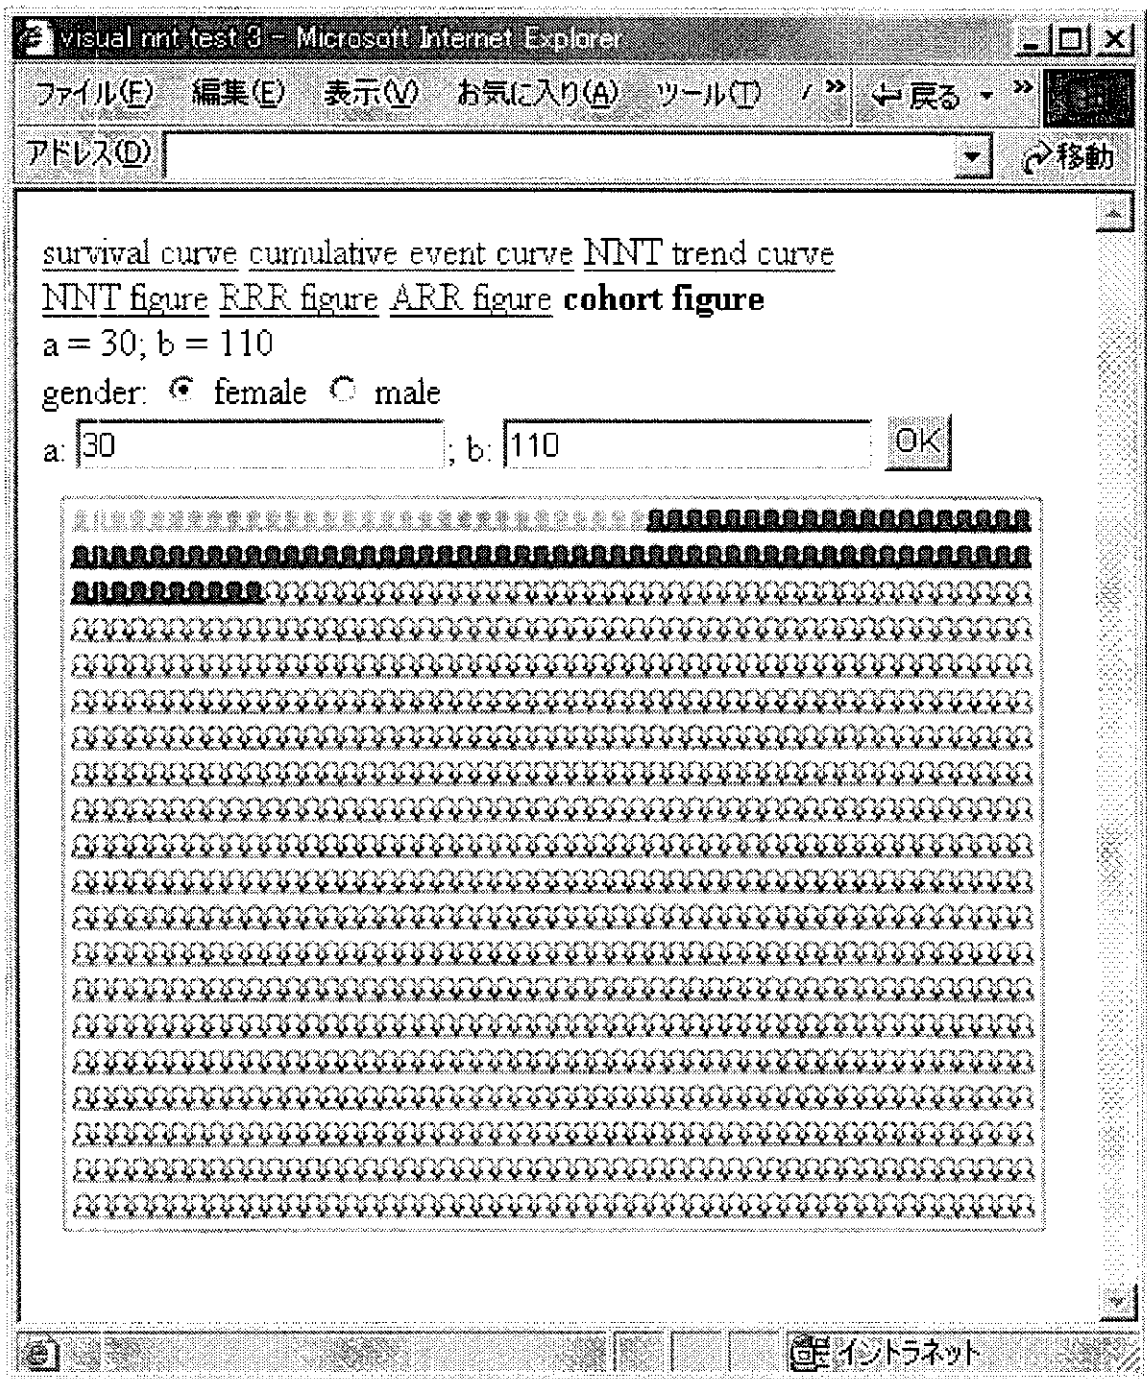 visual nnt test 3 - Microsoft Internet Explorer
ファイル(F) 編集(E) 表示(V) お気に入り(A) ツール(T) » 戻る »
アドレス(D) 移動
survival curve cumulative event curve NNT trend curve
NNT figure RRR figure ARR figure cohort figure
a = 30; b = 110
gender: female male
a: 30 ; b: 110 OK
イントラネット